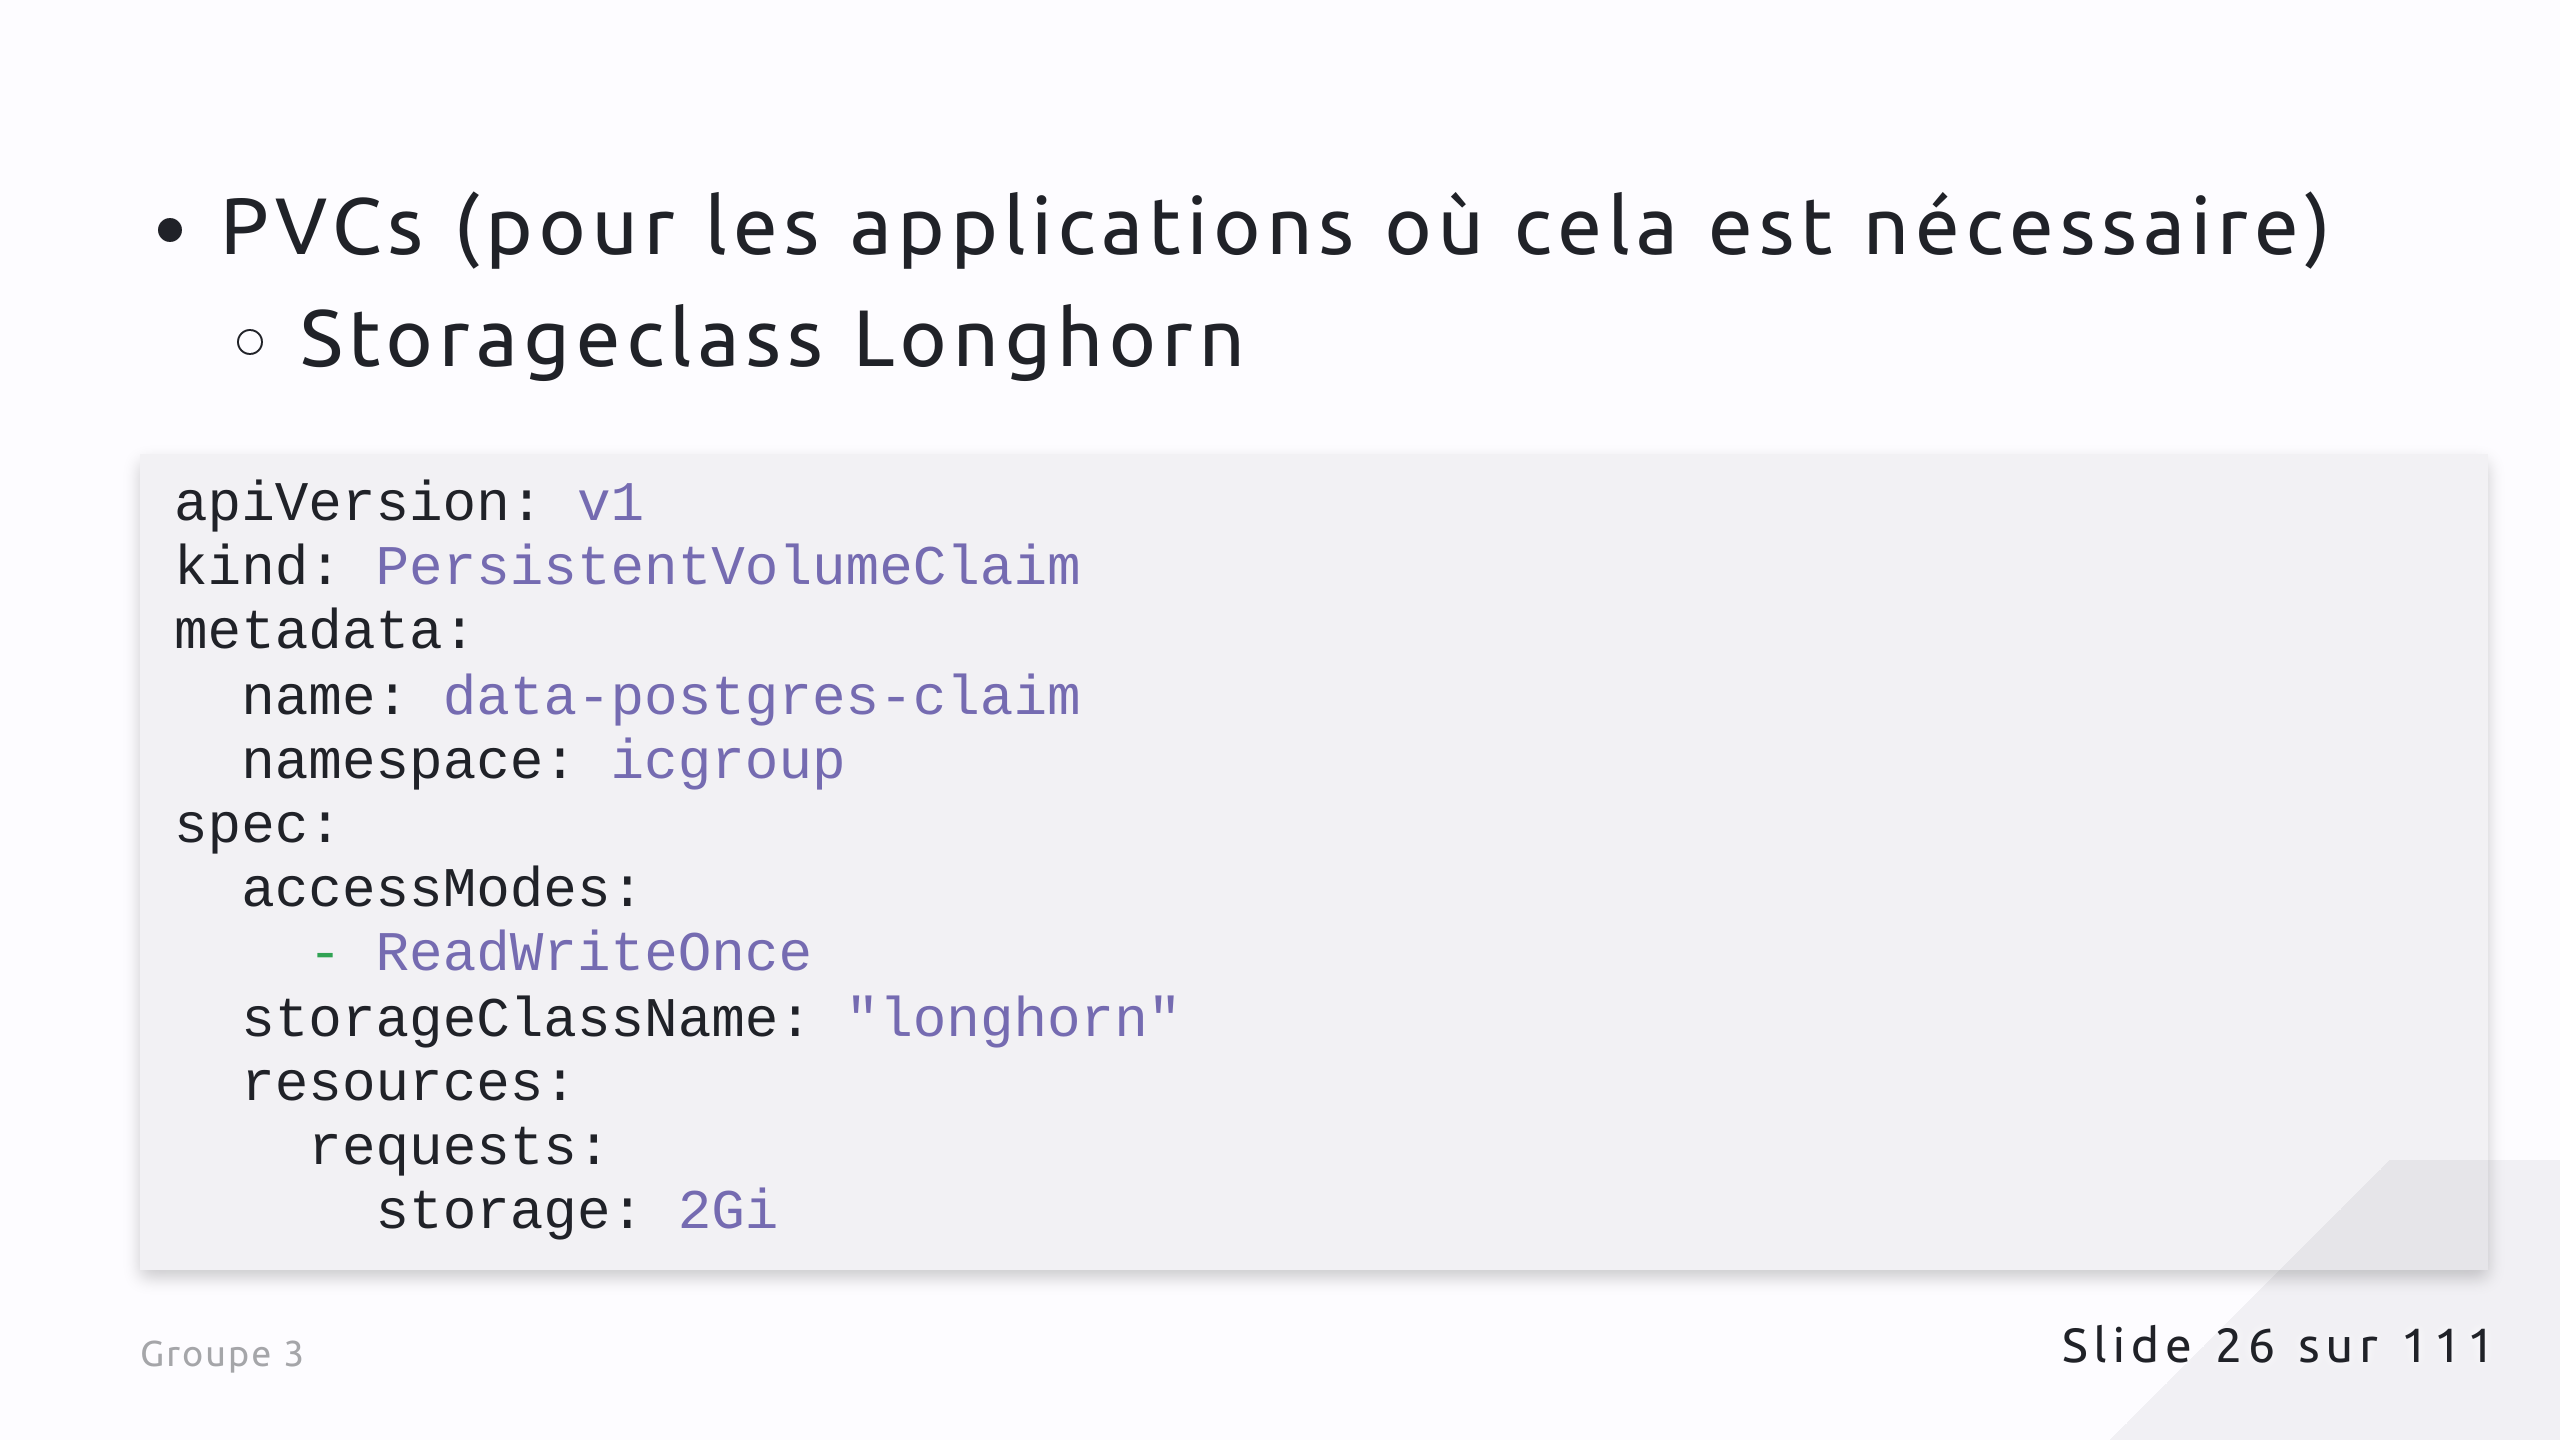 • PVCs (pour les applications où cela est nécessaire)
○ Storageclass Longhorn
apiVersion: v1
kind: PersistentVolumeClaim
metadata:
  name: data-postgres-claim
  namespace: icgroup
spec:
  accessModes:
    - ReadWriteOnce
  storageClassName: "longhorn"
  resources:
    requests:
      storage: 2Gi
Groupe 3
Slide 26 sur 111